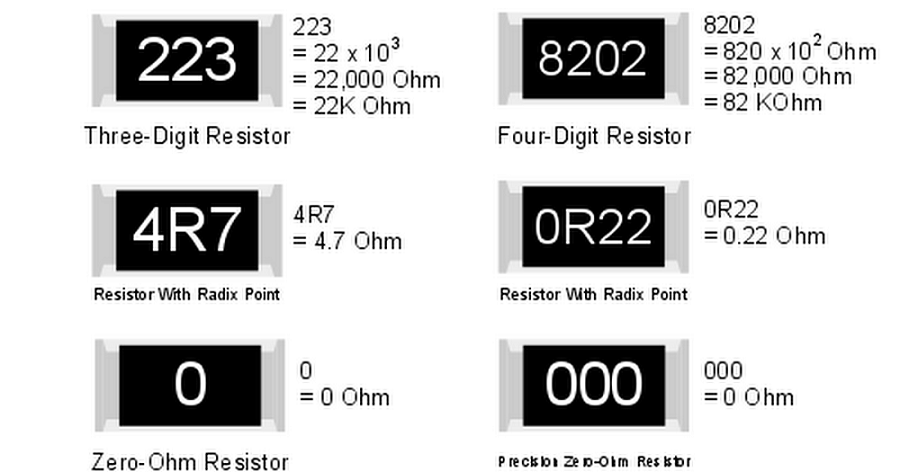 223
223
= 22 x 10³
= 22,000 Ohm
= 22K Ohm
Three-Digit Resistor
8202
8202
= 820 x 10² Ohm
= 82,000 Ohm
= 82 KOhm
Four-Digit Resistor
4R7
4R7
= 4.7 Ohm
Resistor With Radix Point
0R22
0R22
= 0.22 Ohm
Resistor With Radix Point
0
0
= 0 Ohm
Zero-Ohm Resistor
000
000
= 0 Ohm
Precision Zero-Ohm Resistor